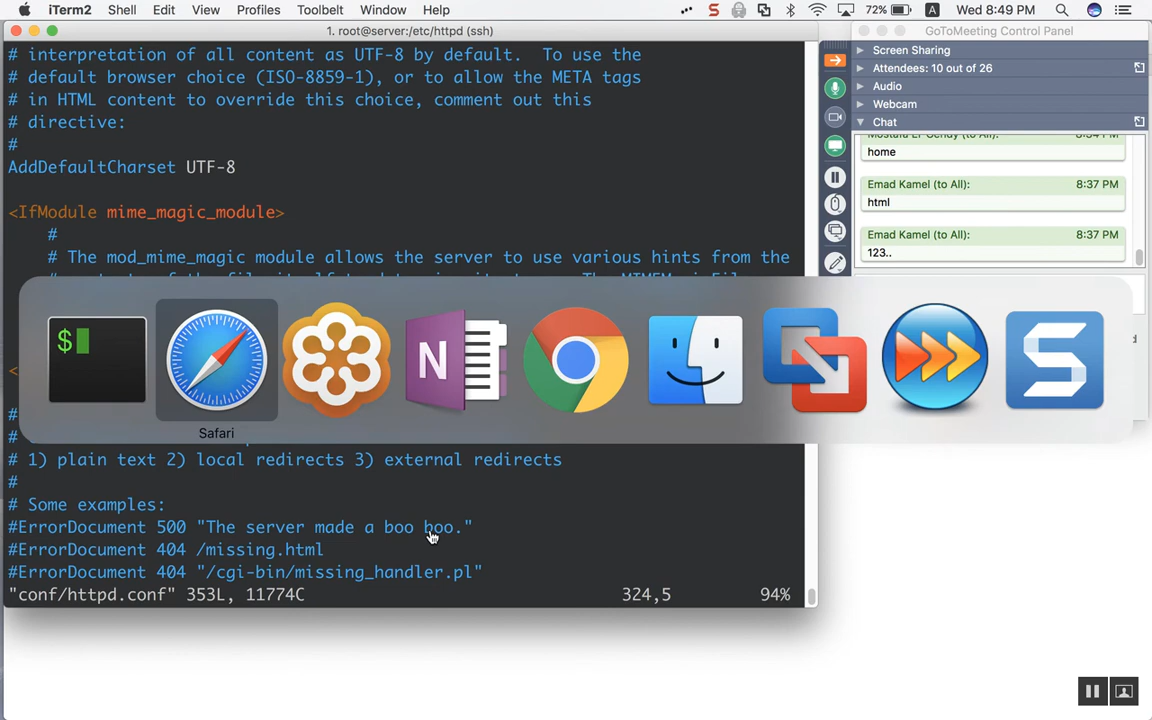 iTerm2 Shell Edit View Profiles Toolbelt Window Help 72% A Wed 8:49 PM
1. root@server:/etc/httpd (ssh)
GoToMeeting Control Panel
Screen Sharing
Attendees: 10 out of 26
Audio
Webcam
Chat
home
Emad Kamel (to All): 8:37 PM
html
Emad Kamel (to All): 8:37 PM
123..
# interpretation of all content as UTF-8 by default. To use the
# default browser choice (ISO-8859-1), or to allow the META tags
# in HTML content to override this choice, comment out this
# directive:
#
AddDefaultCharset UTF-8
<IfModule mime_magic_module>
#
# The mod_mime_magic module allows the server to use various hints from the
$
N
S
Safari
<
#
#
# 1) plain text 2) local redirects 3) external redirects
#
# Some examples:
#ErrorDocument 500 "The server made a boo boo."
#ErrorDocument 404 /missing.html
#ErrorDocument 404 "/cgi-bin/missing_handler.pl"
"conf/httpd.conf" 353L, 11774C 324,5 94%